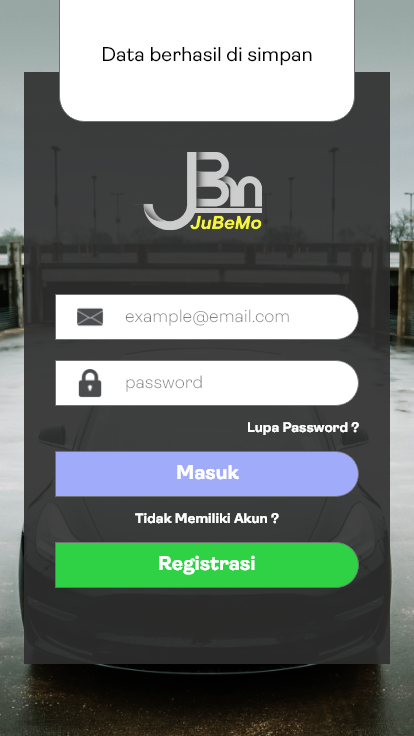 Data berhasil di simpan
JBm
JuBeMo
example@email.com
password
Lupa Password ?
Masuk
Tidak Memiliki Akun ?
Registrasi